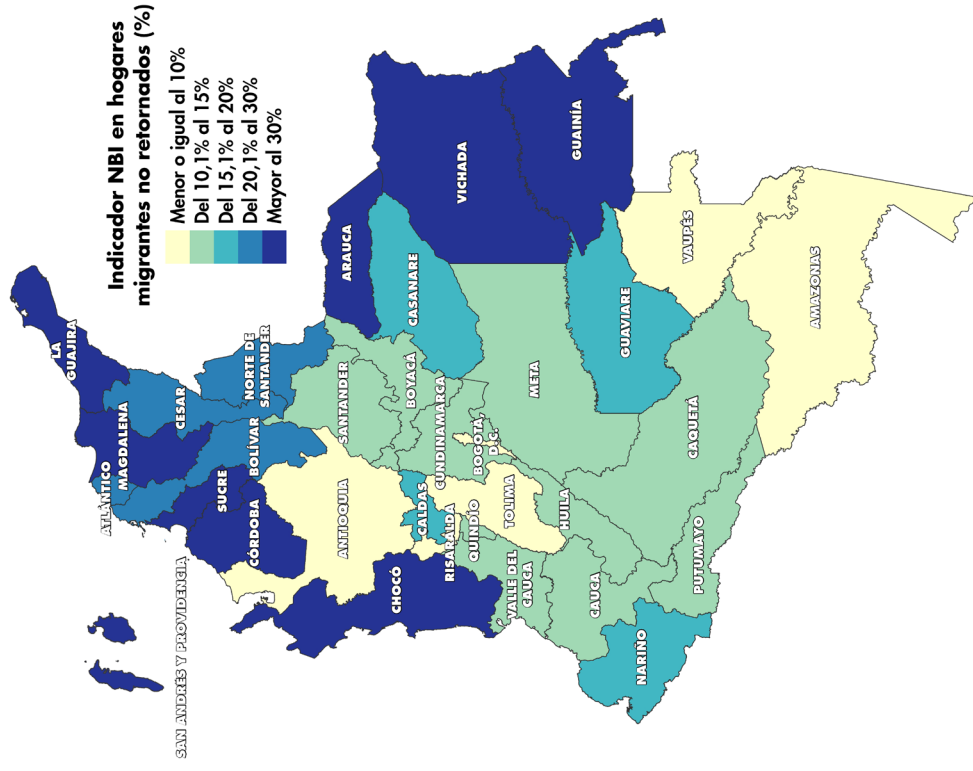 Indicador NBI en hogares
migrantes no retornados (%)
Menor o igual al 10%
Del 10,1% al 15%
Del 15,1% al 20%
Del 20,1% al 30%
Mayor al 30%
SAN ANDRES Y PROVIDENCIA
LA
GUAJIRA
ATLÁNTICO
MAGDALENA
CESAR
SUCRE
BOLÍVAR
NORTE DE
SANTANDER
CÓRDOBA
ANTIOQUIA
SANTANDER
ARAUCA
CHOCÓ
CALDAS
BOYACÁ
CASANARE
RISARALDA
CUNDINAMARCA
VICHADA
QUINDÍO
BOGOTÁ,
D.C.
TOLIMA
VALLE DEL
CAUCA
META
HUILA
GUAINÍA
CAUCA
GUAVIARE
NARIÑO
PUTUMAYO
CAQUETÁ
VAUPÉS
AMAZONAS